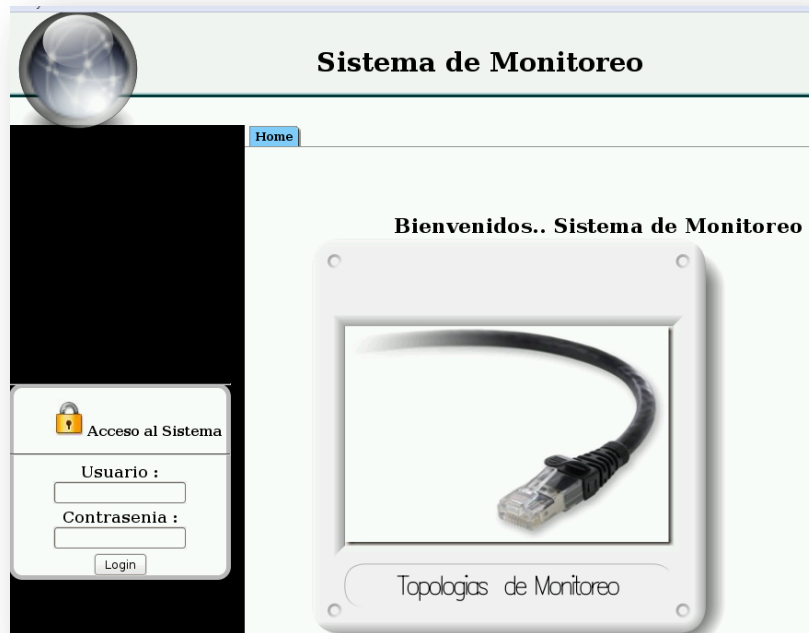 Sistema de Monitoreo
Home
Bienvenidos.. Sistema de Monitoreo
Acceso al Sistema
Usuario :
Contrasenia :
Login
Topologias de Monitoreo